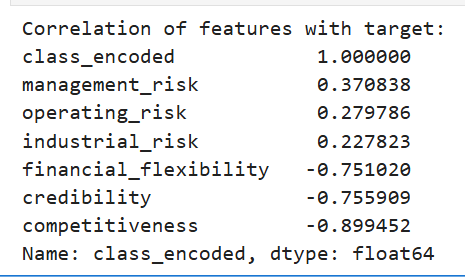 Correlation of features with target:
class_encoded 1.000000
management_risk 0.370838
operating_risk 0.279786
industrial_risk 0.227823
financial_flexibility -0.751020
credibility -0.755909
competitiveness -0.899452
Name: class_encoded, dtype: float64